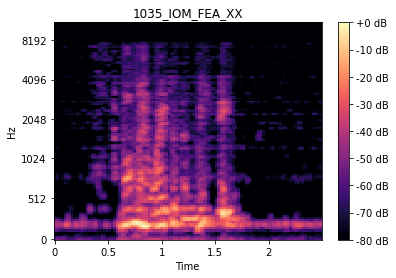 1035_IOM_FEA_XX
+0 dB
8192
-10 dB
4096
-20 dB
-30 dB
2048
Hz
-40 dB
1024
-50 dB
512
-60 dB
-70 dB
0
-80 dB
0 0.5 1 1.5 2
Time